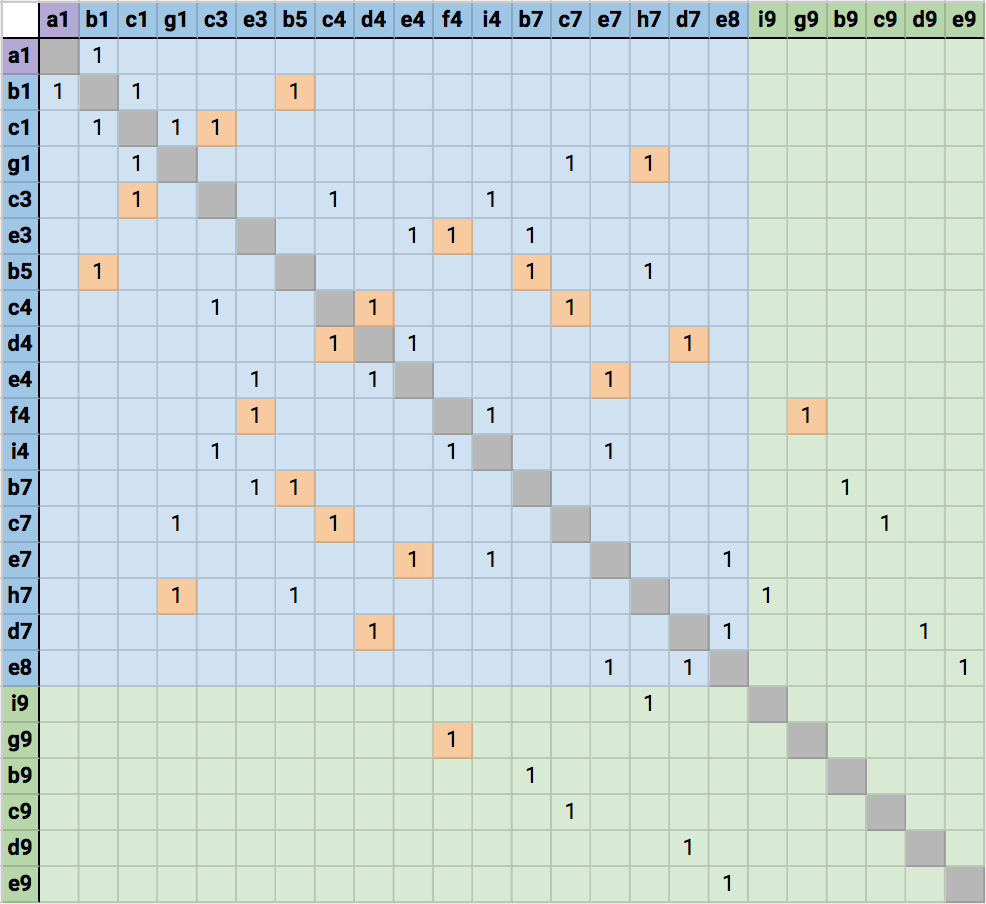 a1 b1 c1 g1 c3 e3 b5 c4 d4 e4 f4 i4 b7 c7 e7 h7 d7 e8 i9 g9 b9 c9 d9 e9
a1 1
b1 1 1 1
c1 1 1 1
g1 1 1 1
c3 1 1 1
e3 1 1 1
b5 1 1 1
c4 1 1 1
d4 1 1 1
e4 1 1 1
f4 1 1 1
i4 1 1 1
b7 1 1 1
c7 1 1 1
e7 1 1 1
h7 1 1 1
d7 1 1 1
e8 1 1 1
i9 1
g9 1
b9 1
c9 1
d9 1
e9 1